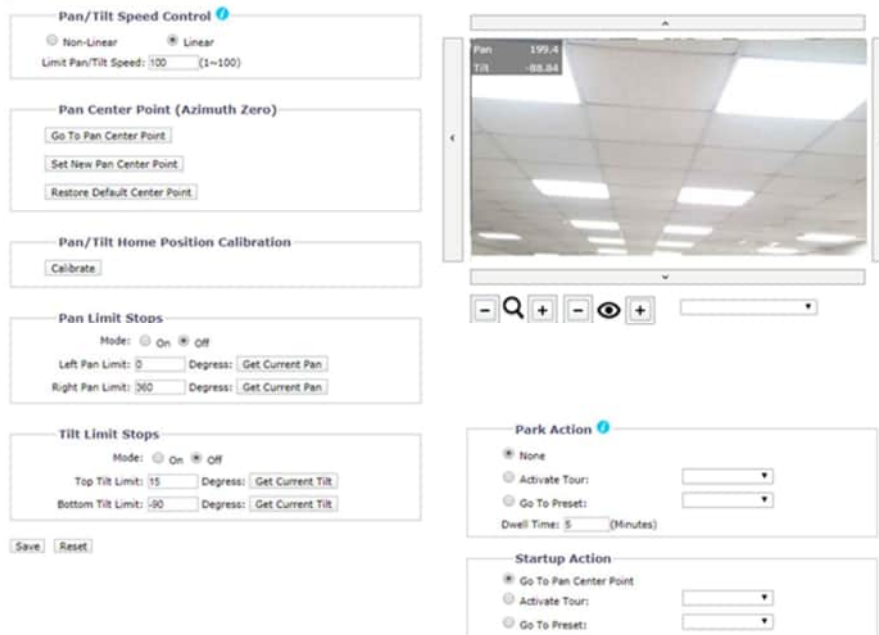 Pan/Tilt Speed Control
Non-Linear Linear
Limit Pan/Tilt Speed: 100 (1~100)
Pan Center Point (Azimuth Zero)
Go To Pan Center Point
Set New Pan Center Point
Restore Default Center Point
Pan/Tilt Home Position Calibration
Calibrate
Pan Limit Stops
Mode: On Off
Left Pan Limit: 0 Degress: Get Current Pan
Right Pan Limit: 360 Degress: Get Current Pan
Tilt Limit Stops
Mode: On Off
Top Tilt Limit: 15 Degress: Get Current Tilt
Bottom Tilt Limit: -90 Degress: Get Current Tilt
Save Reset
Pan 199.4
Tilt -88.84
Park Action
None
Activate Tour:
Go To Preset:
Dwell Time: 5 (Minutes)
Startup Action
Go To Pan Center Point
Activate Tour:
Go To Preset: